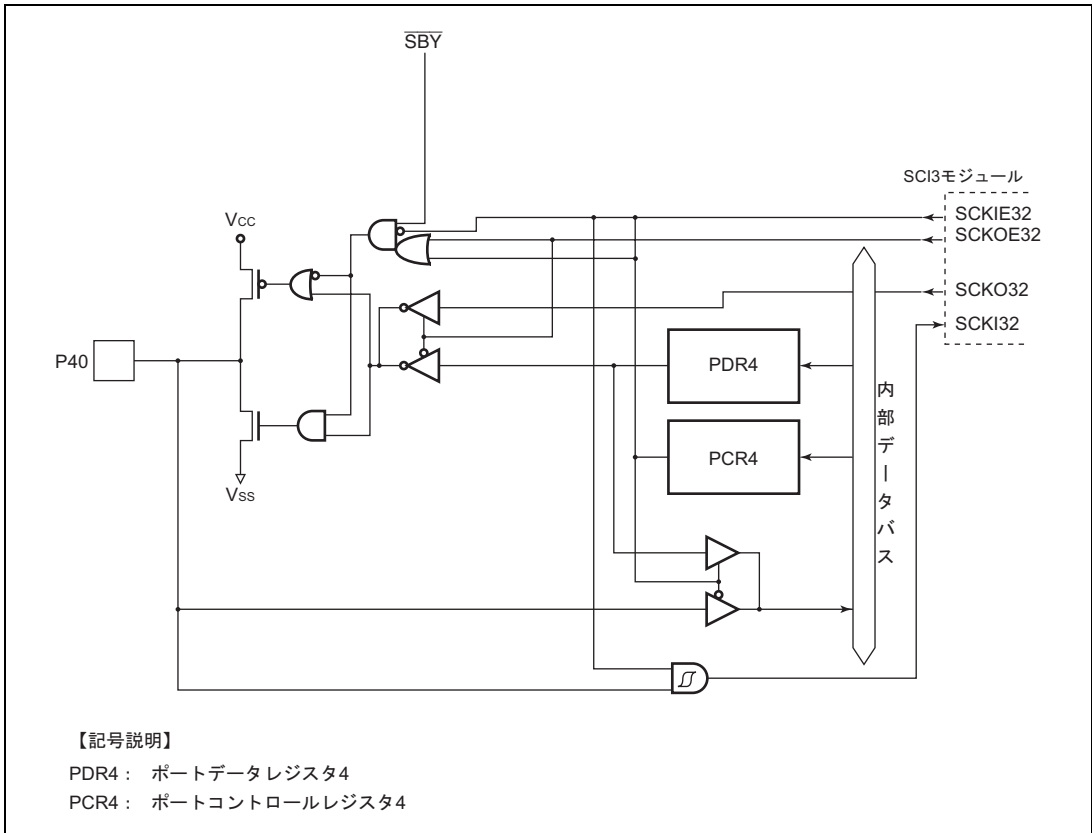 SBY
SCI3モジュール
SCKIE32
SCKOE32
SCKO32
SCKI32
VCC
P40
VSS
PDR4
PCR4
内部データバス
【記号説明】
PDR4： ポートデータレジスタ4
PCR4： ポートコントロールレジスタ4